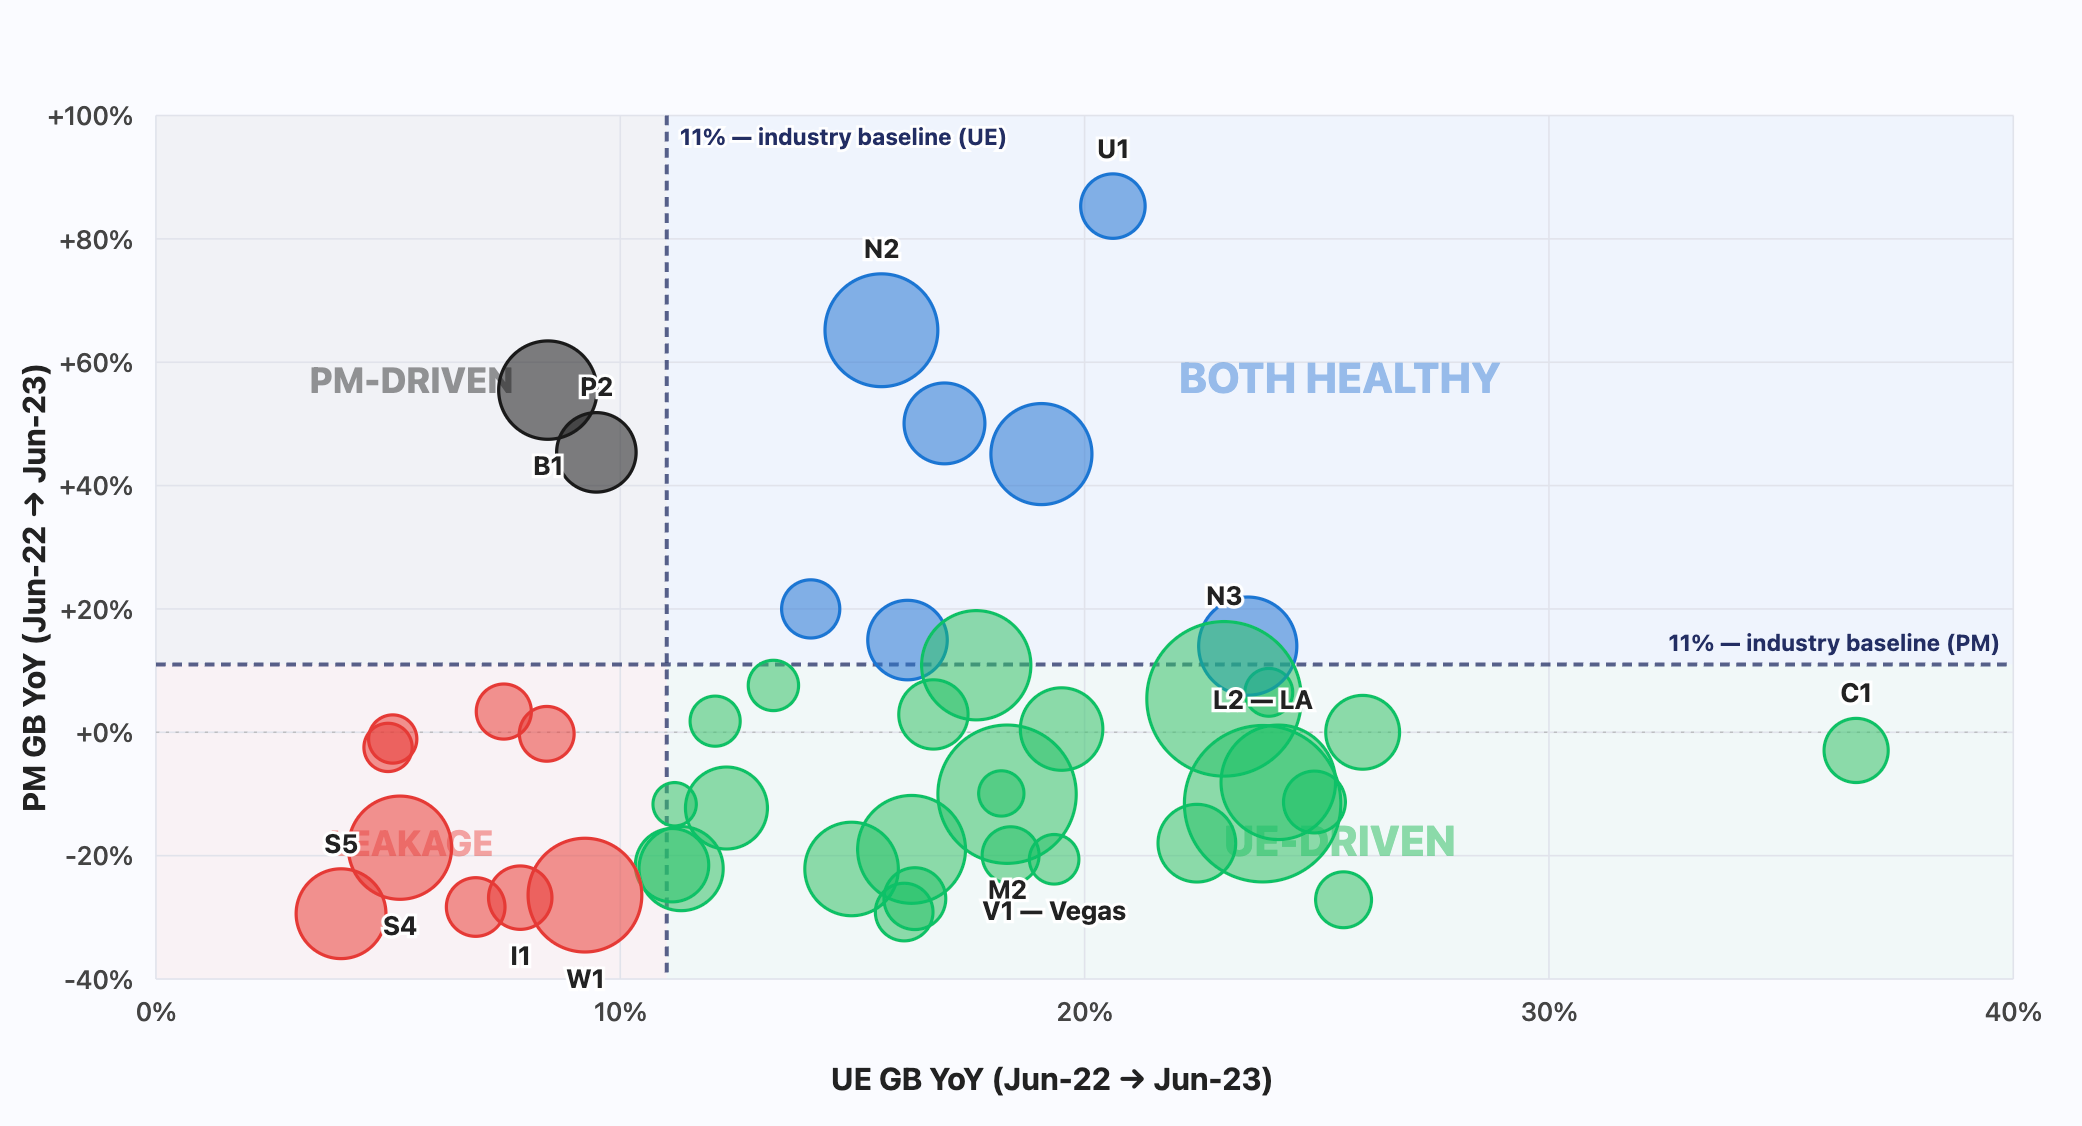 +100%
11% — industry baseline (UE)
U1
+80%
N2
+60%
PM-DRIVEN
P2
BOTH HEALTHY
B1
+40%
+20%
N3
11% — industry baseline (PM)
L2 — LA
C1
+0%
-20%
S5
LEAKAGE
UE-DRIVEN
M2
V1 — Vegas
S4
I1
W1
-40%
0%
10%
20%
30%
40%
PM GB YoY (Jun-22 → Jun-23)
UE GB YoY (Jun-22 → Jun-23)